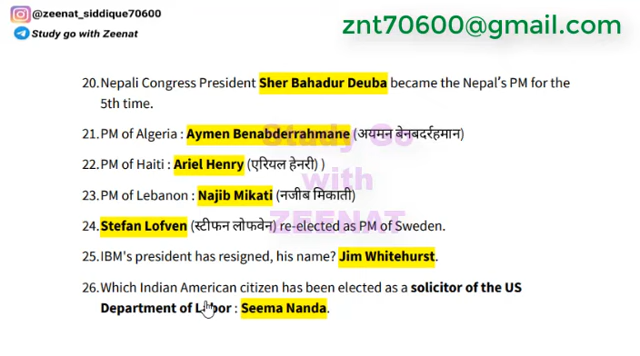 @zeenat_siddique70600
Study go with Zeenat
znt70600@gmail.com
20. Nepali Congress President Sher Bahadur Deuba became the Nepal's PM for the
5th time.
21. PM of Algeria : Aymen Benabderrahmane (अयमन बेनबदर्रहमान)
22. PM of Haiti : Ariel Henry (एरियल हेनरी) )
23. PM of Lebanon : Najib Mikati (नजीब मिकाती)
24. Stefan Lofven (स्टीफन लोफवेन) re-elected as PM of Sweden.
25. IBM's president has resigned, his name? Jim Whitehurst.
26. Which Indian American citizen has been elected as a solicitor of the US
Department of Labor : Seema Nanda.
Study Go
with
ZEENAT